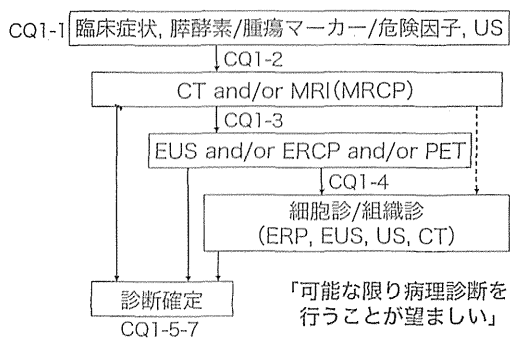 CQ1-1 臨床症状, 膵酵素/腫瘍マーカー/危険因子, US
CQ1-2
CT and/or MRI(MRCP)
CQ1-3
EUS and/or ERCP and/or PET
CQ1-4
細胞診/組織診
(ERP, EUS, US, CT)
診断確定
CQ1-5-7
「可能な限り病理診断を
行うことが望ましい」